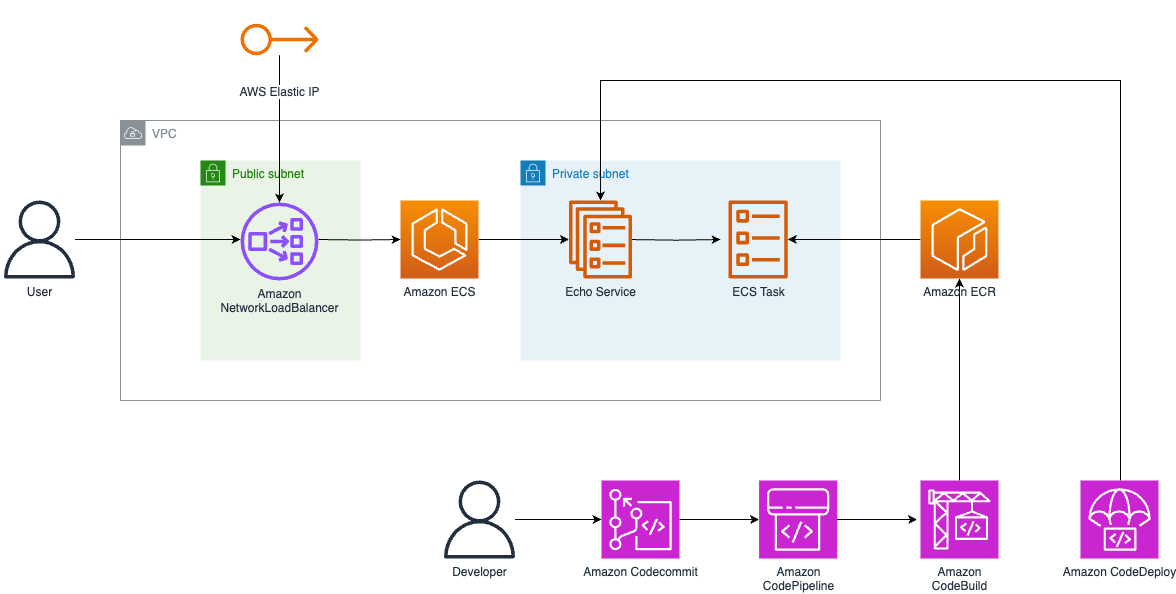 AWS Elastic IP
VPC
Public subnet
Private subnet
User
Amazon
NetworkLoadBalancer
Amazon ECS
Echo Service
ECS Task
Amazon ECR
Developer
Amazon Codecommit
Amazon
CodePipeline
Amazon
CodeBuild
Amazon CodeDeploy